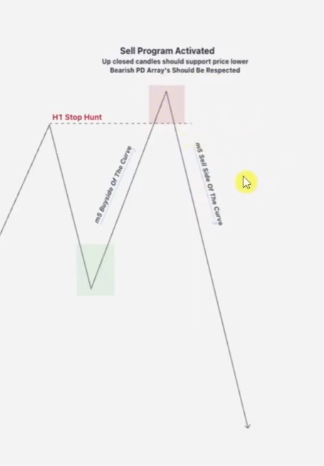 Sell Program Activated
Up closed candles should support price lower
Bearish PD Array's Should Be Respected
H1 Stop Hunt
m5 Buyside Of The Curve
m5 Sell Side Of The Curve